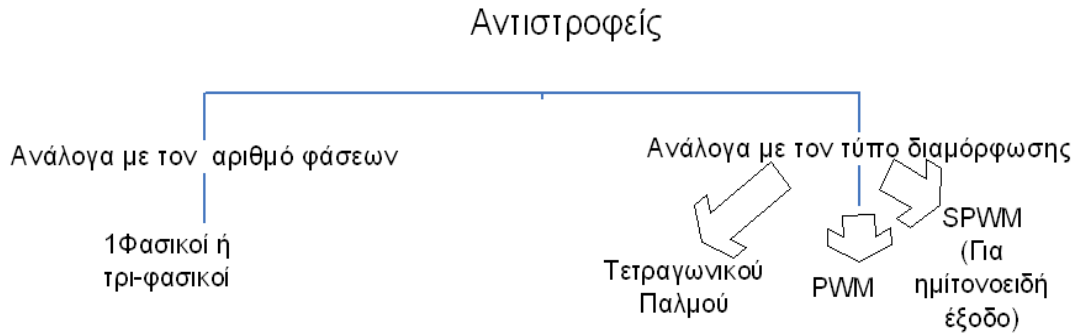 Αντιστροφείς
Ανάλογα με τον αριθμό φάσεων
1Φασικοί ή
τρι-φασικοί
Ανάλογα με τον τύπο διαμόρφωσης
Τετραγωνικού
Παλμού
PWM
SPWM
(Για
ημίτονοειδή
έξοδο)